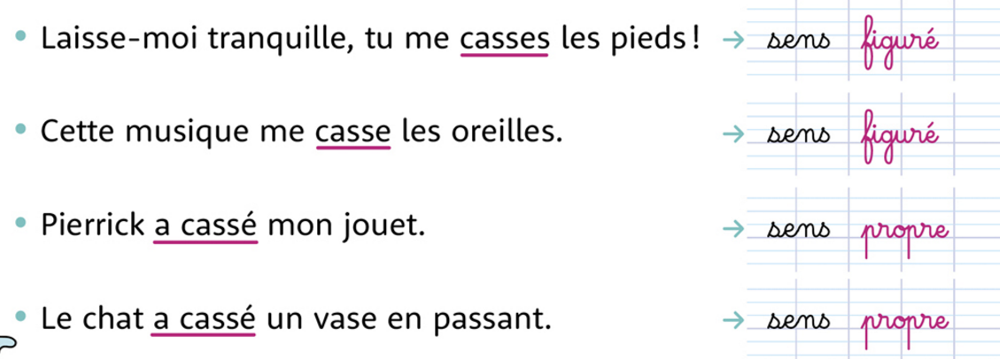 • Laisse-moi tranquille, tu me casses les pieds ! → sens figuré
• Cette musique me casse les oreilles. → sens figuré
• Pierrick a cassé mon jouet. → sens propre
• Le chat a cassé un vase en passant. → sens propre